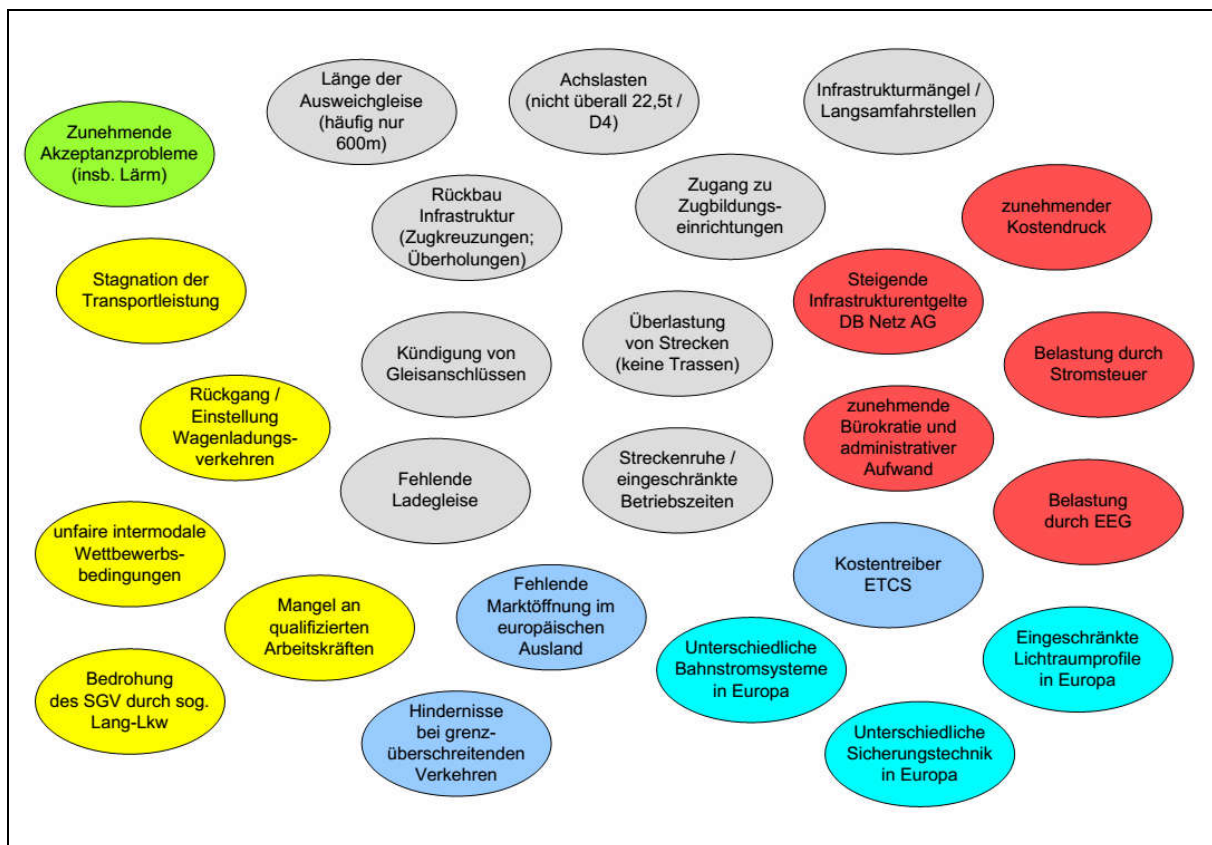 Länge der
Ausweichgleise
(häufig nur
600m)
Achslasten
(nicht überall 22,5t /
D4)
Infrastrukturmängel /
Langsamfahrstellen
Zunehmende
Akzeptanzprobleme
(insb. Lärm)
Rückbau
Infrastruktur
(Zugkreuzungen;
Überholungen)
Zugang zu
Zugbildungs-
einrichtungen
zunehmender
Kostendruck
Stagnation der
Transportleistung
Steigende
Infrastrukturentgelte
DB Netz AG
Kündigung von
Gleisanschlüssen
Überlastung
von Strecken
(keine Trassen)
Belastung durch
Stromsteuer
Rückgang /
Einstellung
Wagenladungs-
verkehren
zunehmende
Bürokratie und
administrativer
Aufwand
Fehlende
Ladegleise
Streckenruhe /
eingeschränkte
Betriebszeiten
Belastung
durch EEG
unfaire intermodale
Wettbewerbs-
bedingungen
Kostentreiber
ETCS
Mangel an
qualifizierten
Arbeitskräften
Fehlende
Marktöffnung im
europäischen
Ausland
Unterschiedliche
Bahnstromsysteme
in Europa
Eingeschränkte
Lichtraumprofile
in Europa
Bedrohung
des SGV durch sog.
Lang-Lkw
Hindernisse
bei grenz-
überschreitenden
Verkehren
Unterschiedliche
Sicherungstechnik
in Europa